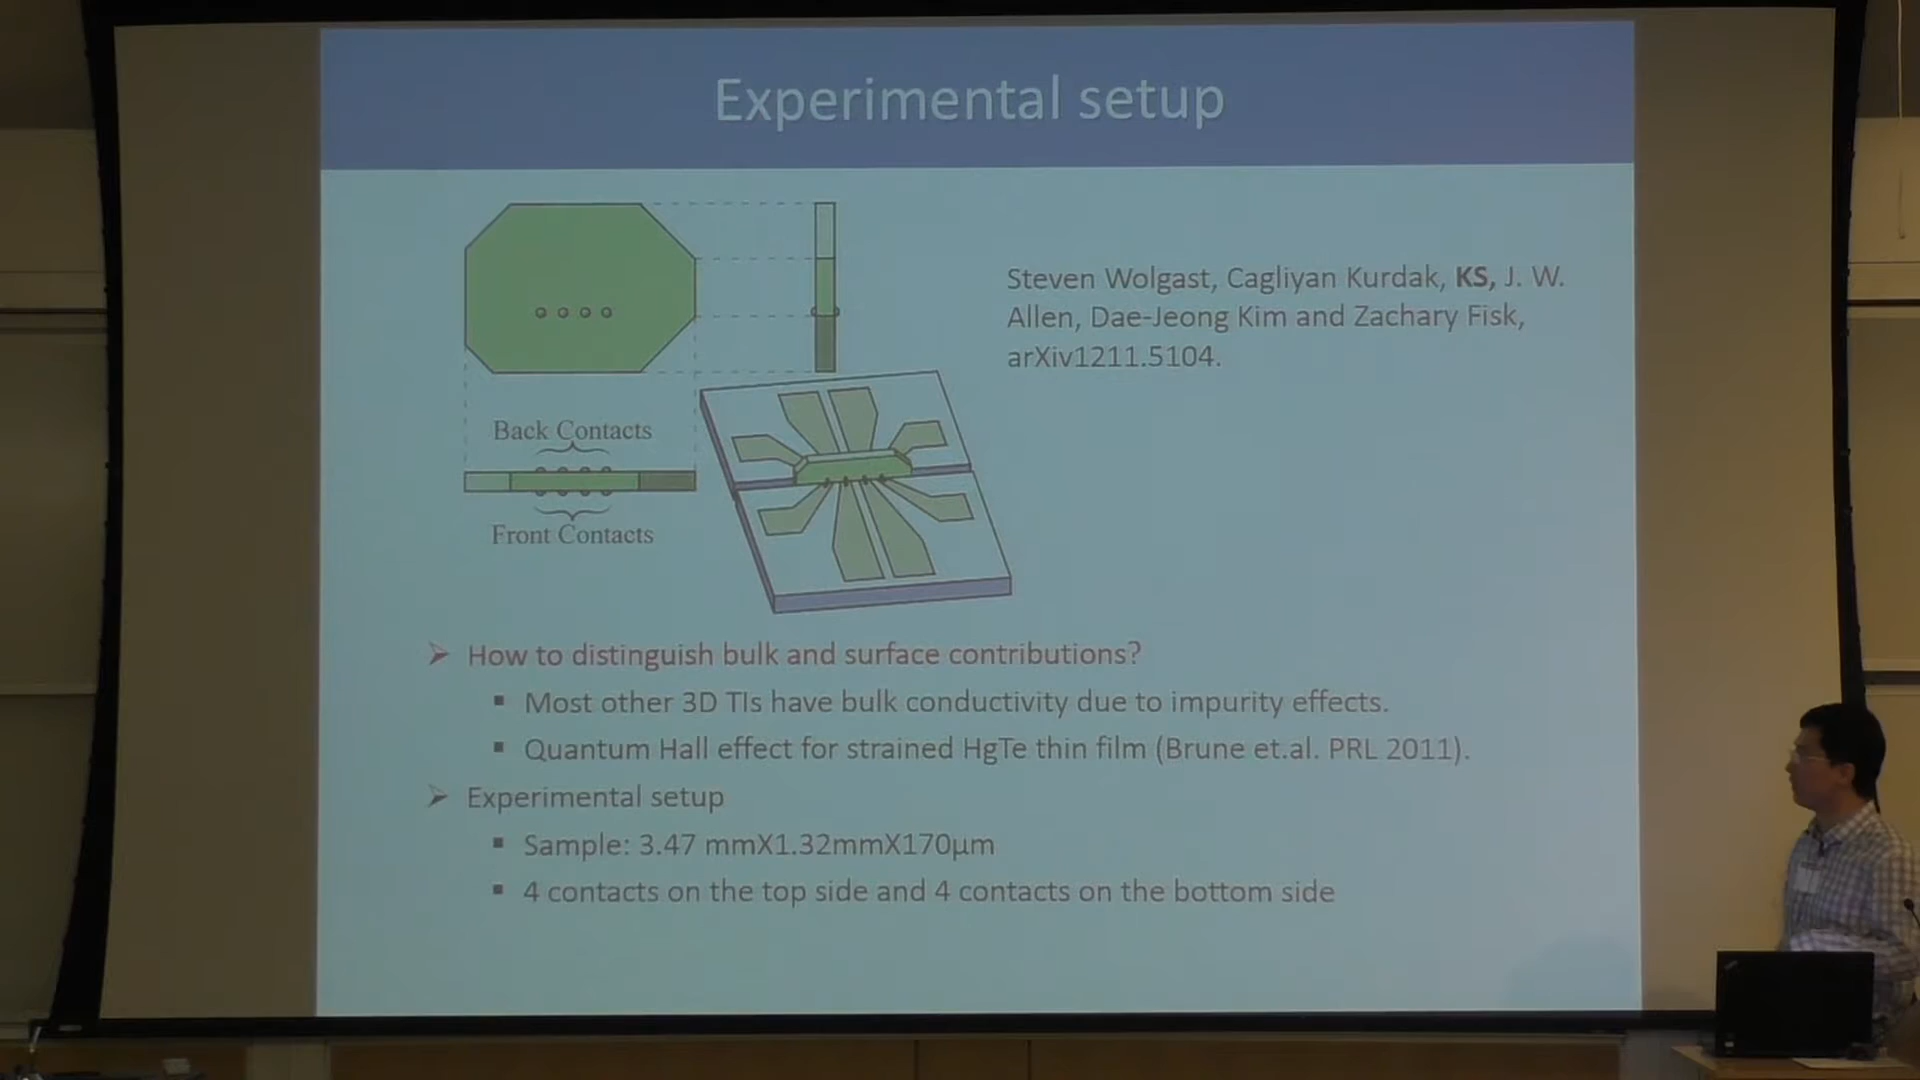 Experimental setup
Steven Wolgast, Cagliyan Kurdak, KS, J. W.
Allen, Dae-Jeong Kim and Zachary Fisk,
arXiv1211.5104.
Back Contacts
Front Contacts
How to distinguish bulk and surface contributions?
Most other 3D TIs have bulk conductivity due to impurity effects.
Quantum Hall effect for strained HgTe thin film (Brune et.al. PRL 2011).
Experimental setup
Sample: 3.47 mmX1.32mmX170μm
4 contacts on the top side and 4 contacts on the bottom side